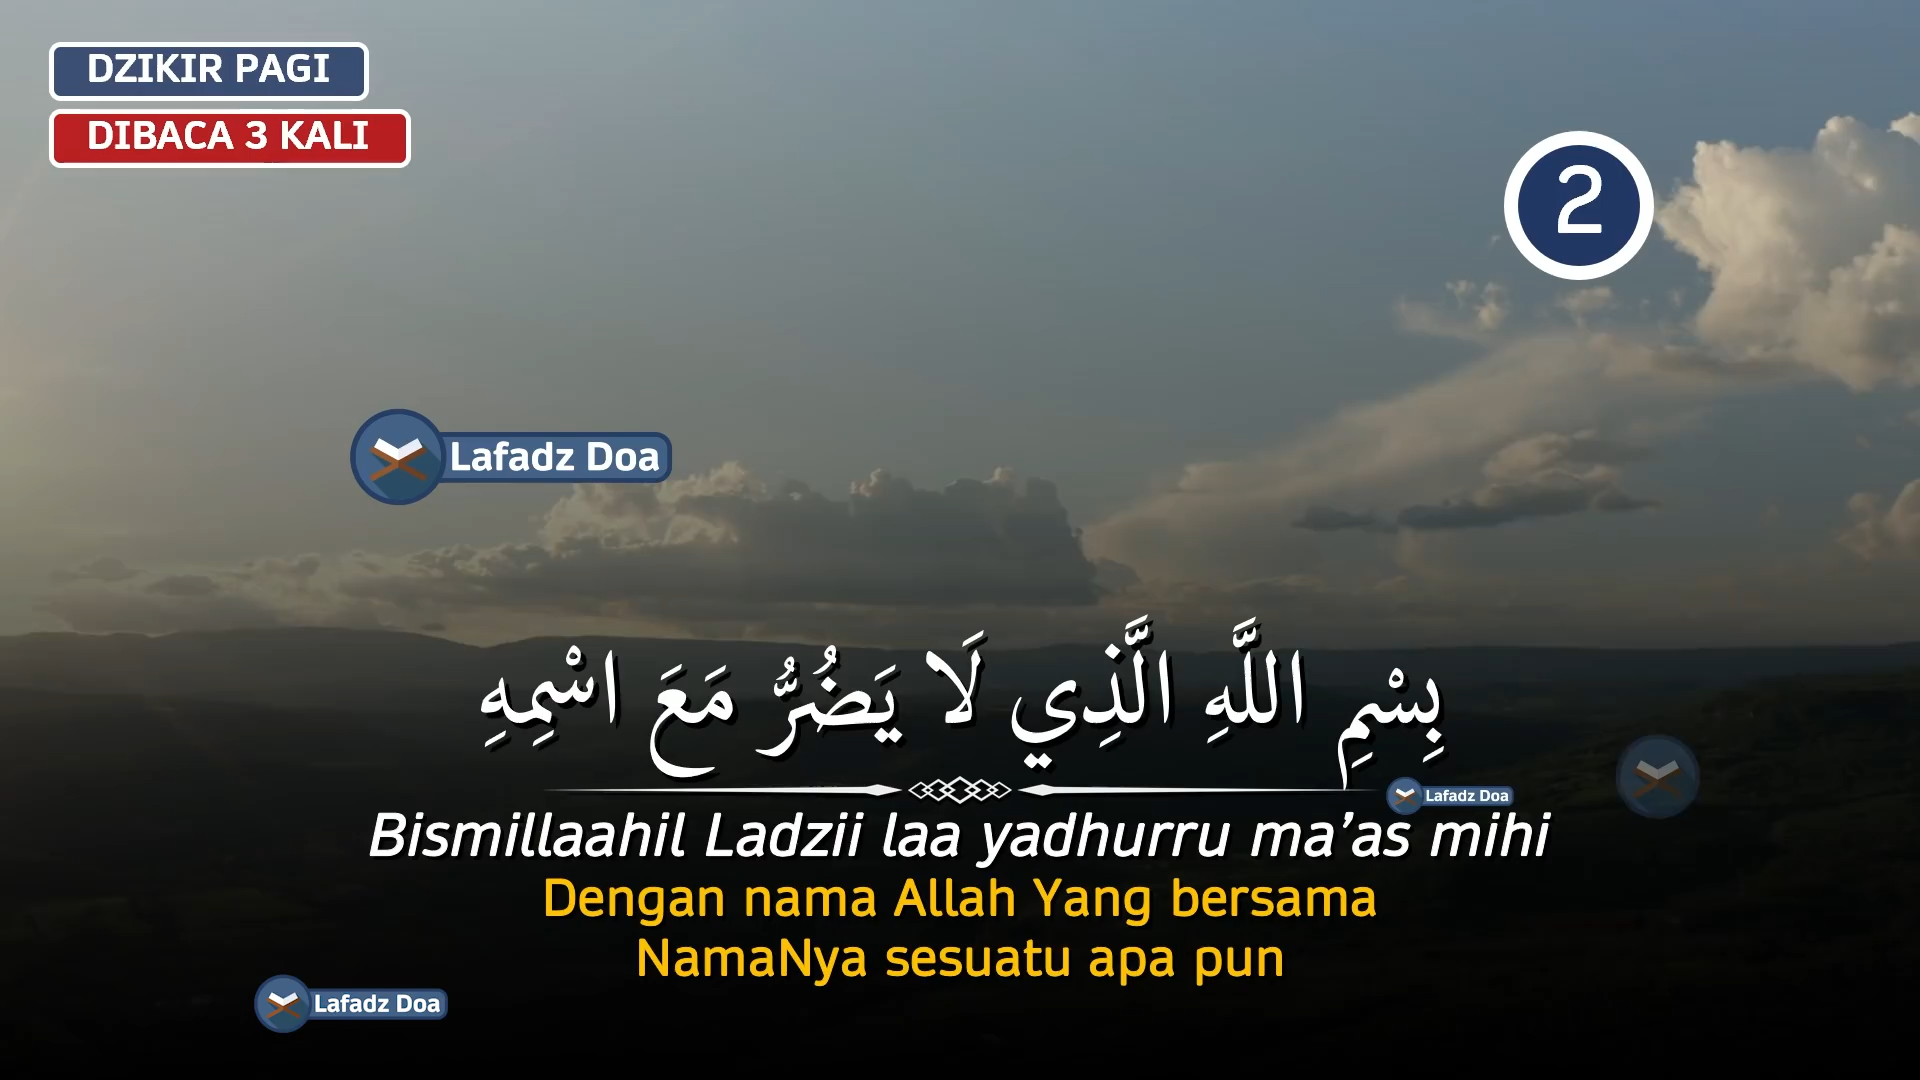 DZIKIR PAGI
DIBACA 3 KALI
2
Lafadz Doa
بِسْمِ اللَّهِ الَّذِي لَا يَضُرُّ مَعَ اسْمِهِ
Lafadz Doa
Bismillaahil Ladzii laa yadhurru ma’as mihi
Dengan nama Allah Yang bersama
NamaNya sesuatu apa pun
Lafadz Doa